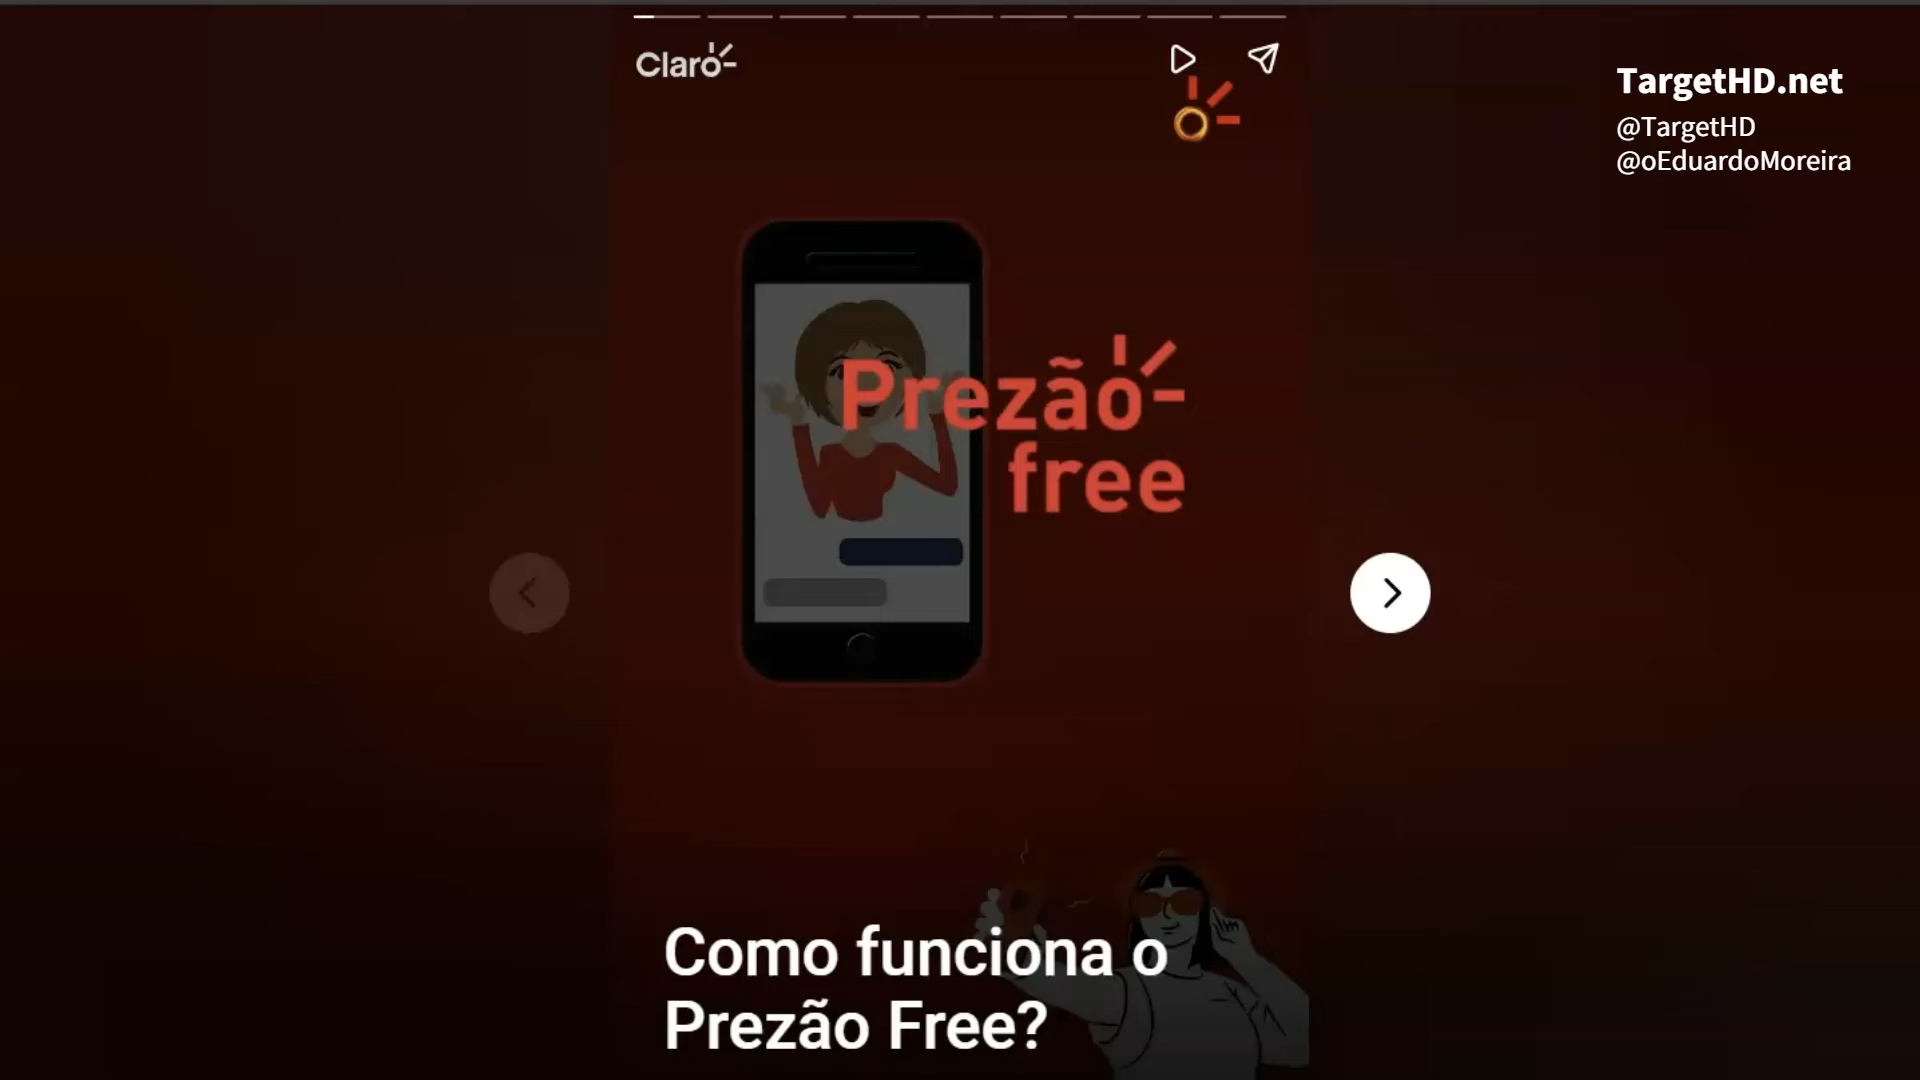 Claro
TargetHD.net
@TargetHD
@oEduardoMoreira
Prezão
free
Como funciona o
Prezão Free?